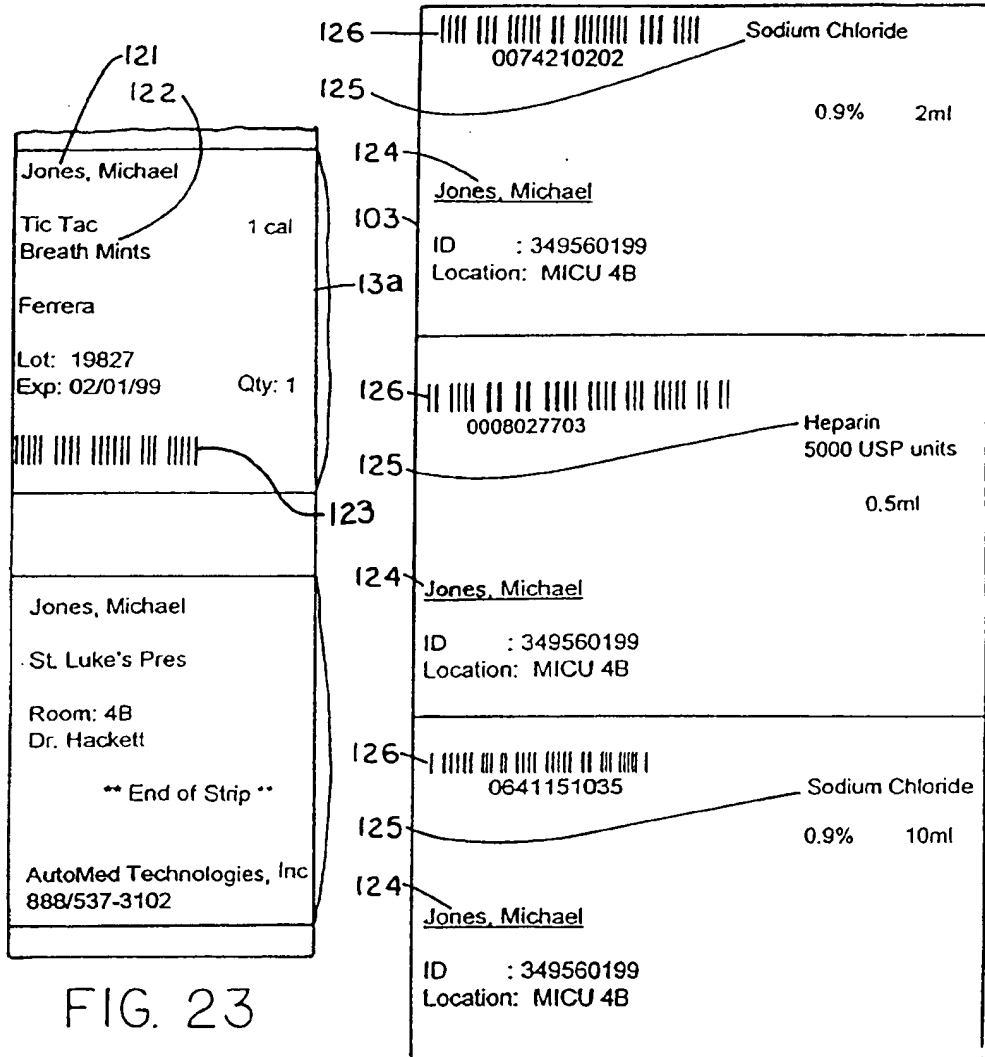 121
122
Jones, Michael
Tic Tac 1 cal
Breath Mints
Ferrera
Lot: 19827
Exp: 02/01/99 Qty: 1
13a
123
Jones, Michael
St. Luke's Pres
Room: 4B
Dr. Hackett
** End of Strip **
AutoMed Technologies, Inc
888/537-3102
FIG. 23
126
0074210202
Sodium Chloride
125
0.9% 2ml
124
Jones, Michael
103
ID : 349560199
Location: MICU 4B
126
0008027703
Heparin
5000 USP units
125
0.5ml
124
Jones, Michael
ID : 349560199
Location: MICU 4B
126
0641151035
Sodium Chloride
125
0.9% 10ml
124
Jones, Michael
ID : 349560199
Location: MICU 4B